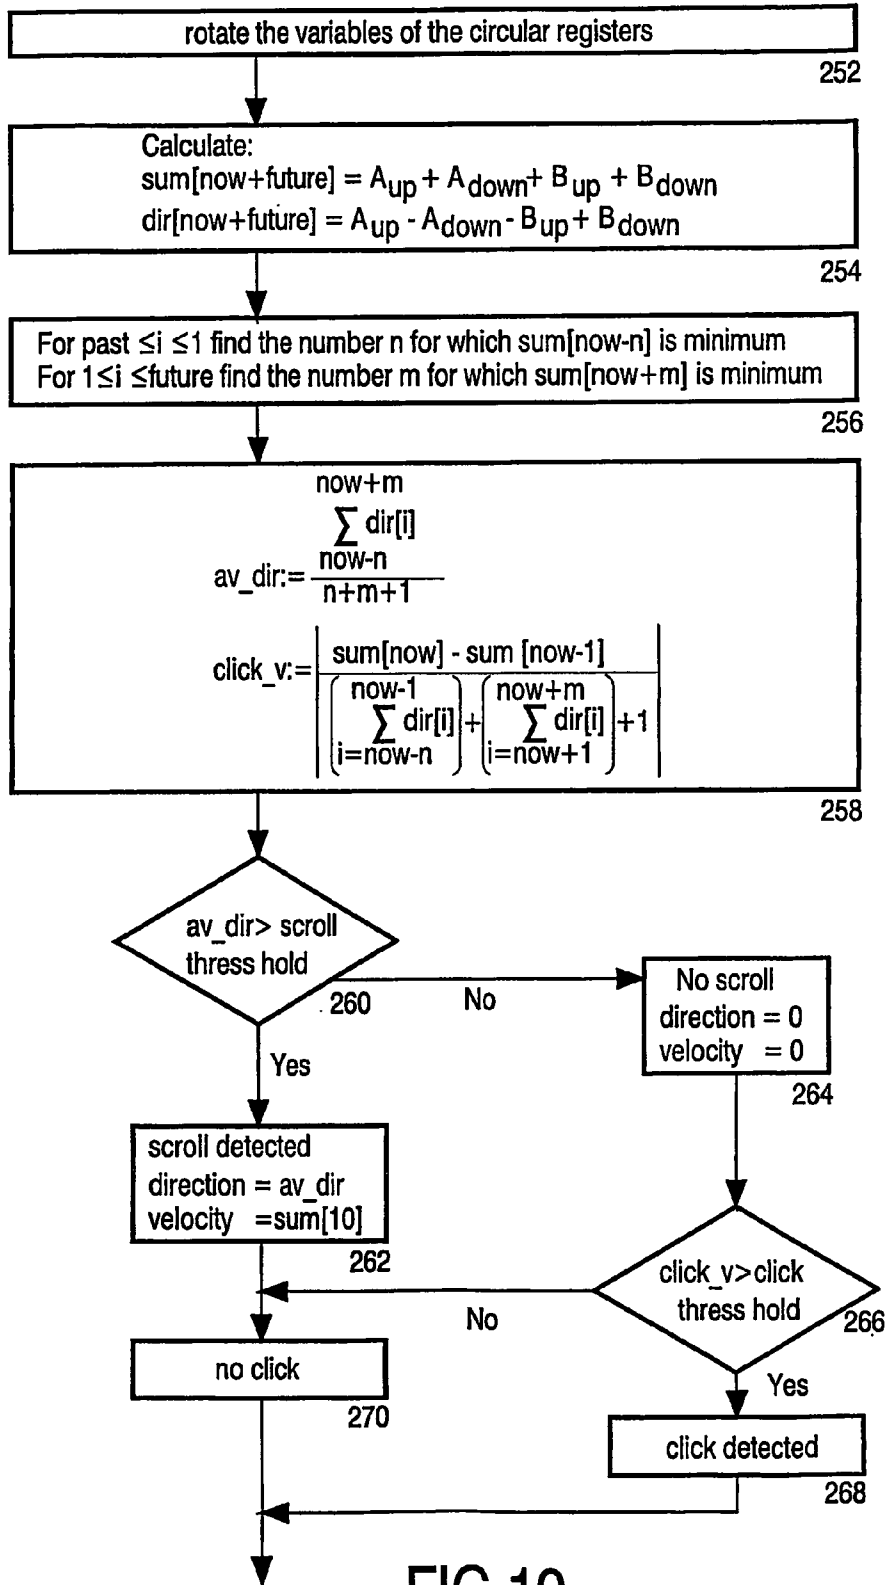 rotate the variables of the circular registers
252
Calculate:
sum[now+future] = Aup + Adown+ Bup + Bdown
dir[now+future] = Aup - Adown - Bup + Bdown
254
For past ≤i ≤1 find the number n for which sum[now-n] is minimum
For 1≤i ≤future find the number m for which sum[now+m] is minimum
256
now+m
∑ dir[i]
now-n
av_dir:=
n+m+1
sum[now] - sum [now-1]
click_v:=
now-1 now+m
∑ dir[i] + ∑ dir[i] +1
i=now-n i=now+1
258
av_dir> scroll
thress hold
260
No
Yes
No scroll
direction = 0
velocity = 0
264
scroll detected
direction = av_dir
velocity =sum[10]
262
click_v>click
thress hold
266
No
Yes
no click
270
click detected
268